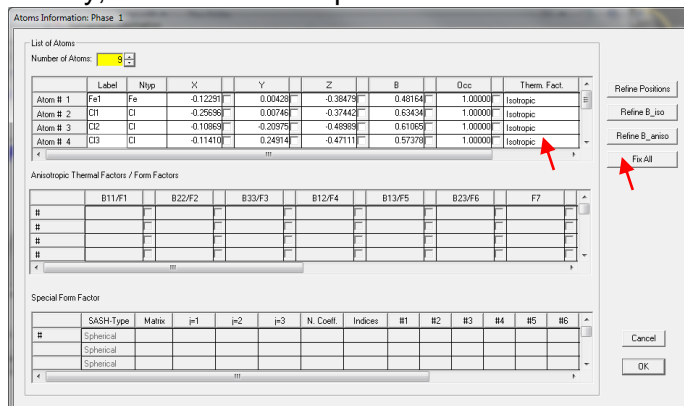 Atoms Information: Phase 1
List of Atoms
Number of Atoms: 9
Label Ntyp X Y Z B Occ Therm. Fact.
Atom # 1 Fe1 Fe -0.12291 0.00428 -0.38479 0.48164 1.00000 Isotropic
Atom # 2 Cl1 Cl -0.25696 0.00746 -0.37442 0.63434 1.00000 Isotropic
Atom # 3 Cl2 Cl -0.10869 -0.20975 -0.48989 0.61065 1.00000 Isotropic
Atom # 4 Cl3 Cl -0.11410 0.24914 -0.47111 0.57378 1.00000 Isotropic
Refine Positions
Refine B_iso
Refine B_aniso
Fix All
Anisotropic Thermal Factors / Form Factors
B11/F1 B22/F2 B33/F3 B12/F4 B13/F5 B23/F6 F7
#
#
#
#
Special Form Factor
SASH-Type Matrix j=1 j=2 j=3 N. Coeff. Indices #1 #2 #3 #4 #5 #6
# Spherical
Spherical
Spherical
Cancel
OK